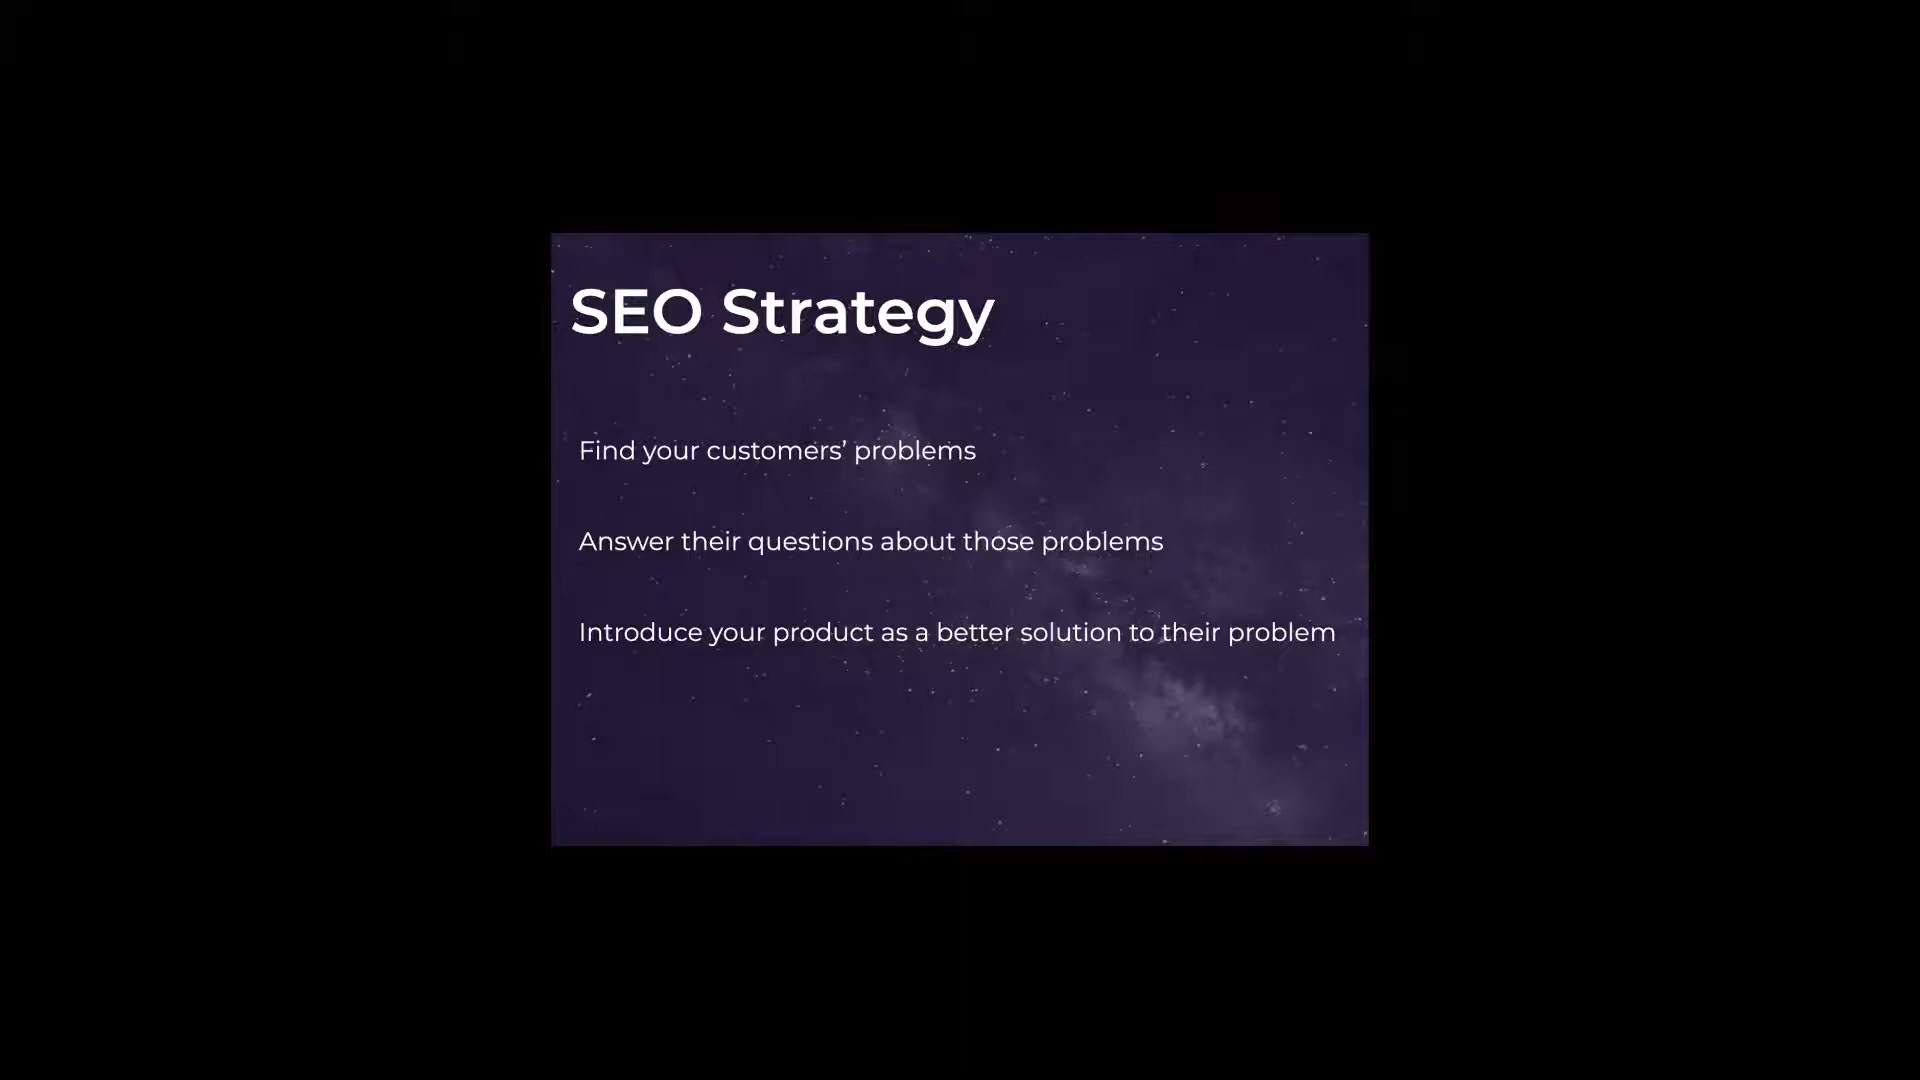 SEO Strategy
Find your customers’ problems
Answer their questions about those problems
Introduce your product as a better solution to their problem